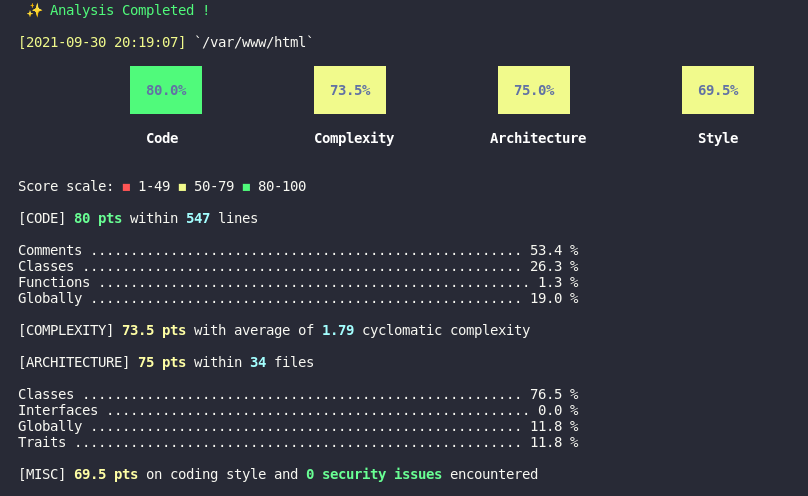 ✨ Analysis Completed !
[2021-09-30 20:19:07] `/var/www/html`
80.0% 73.5% 75.0% 69.5%
Code Complexity Architecture Style
Score scale: ■ 1-49 ■ 50-79 ■ 80-100
[CODE] 80 pts within 547 lines
Comments ...................................................... 53.4 %
Classes ....................................................... 26.3 %
Functions ...................................................... 1.3 %
Globally ...................................................... 19.0 %
[COMPLEXITY] 73.5 pts with average of 1.79 cyclomatic complexity
[ARCHITECTURE] 75 pts within 34 files
Classes ....................................................... 76.5 %
Interfaces ..................................................... 0.0 %
Globally ...................................................... 11.8 %
Traits ........................................................ 11.8 %
[MISC] 69.5 pts on coding style and 0 security issues encountered